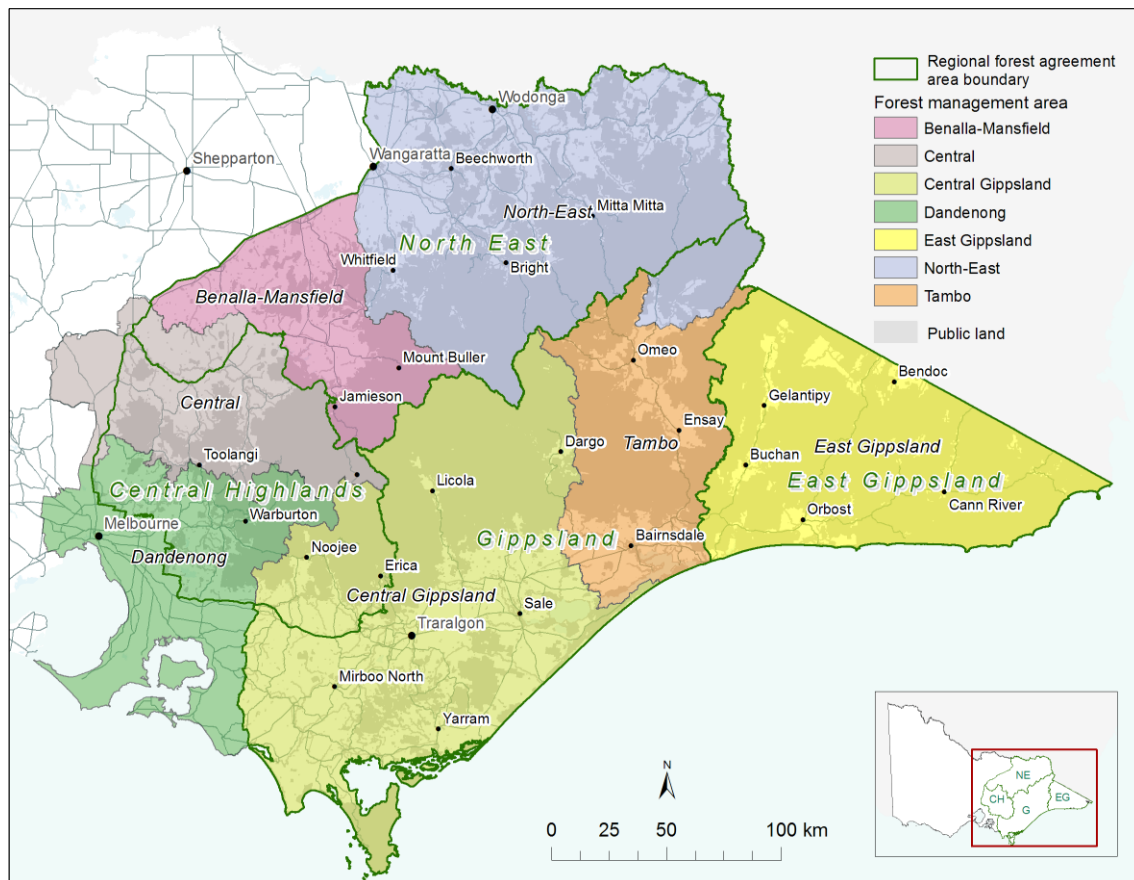 Wodonga
Shepparton
Wangaratta
Beechworth
Mitta Mitta
North-East
North East
Whitfield
Bright
Benalla-Mansfield
Mount Buller
Omeo
Jamieson
Central
Gelantipy
Bendoc
Ensay
Dargo
Tambo
Toolangi
Buchan
East Gippsland
East Gippsland
Central Highlands
Licola
Cann River
Warburton
Orbost
Melbourne
Gippsland
Bairnsdale
Dandenong
Noojee
Erica
Central Gippsland
Sale
Traralgon
Mirboo North
Yarram
Regional forest agreement
area boundary
Forest management area
Benalla-Mansfield
Central
Central Gippsland
Dandenong
East Gippsland
North-East
Tambo
Public land
N
0 25 50 100 km
NE
CH
G
EG